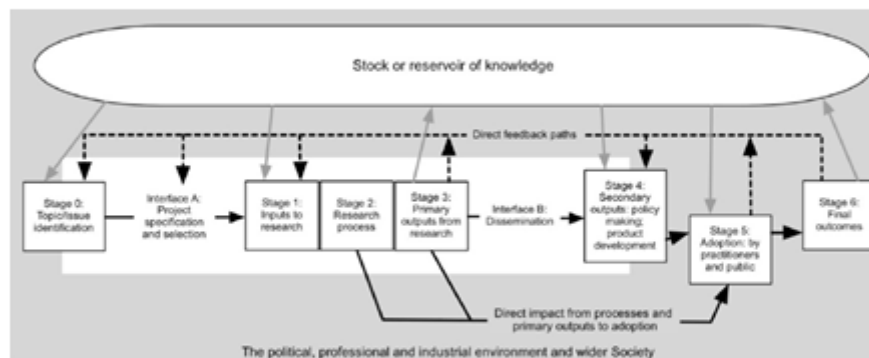 Stock or reservoir of knowledge
Direct feedback paths
Stage 0:
Topic/Issue
identification
Interface A:
Project
specification
and selection
Stage 1:
Inputs to
research
Stage 2:
Research
process
Stage 3:
Primary
outputs from
research
Interface B:
Dissemination
Stage 4:
Secondary
outputs: policy
making;
product
development
Stage 5:
Adoption: by
practitioners
and public
Stage 6:
Final
outcomes
Direct impact from processes and
primary outputs to adoption
The political, professional and industrial environment and wider Society